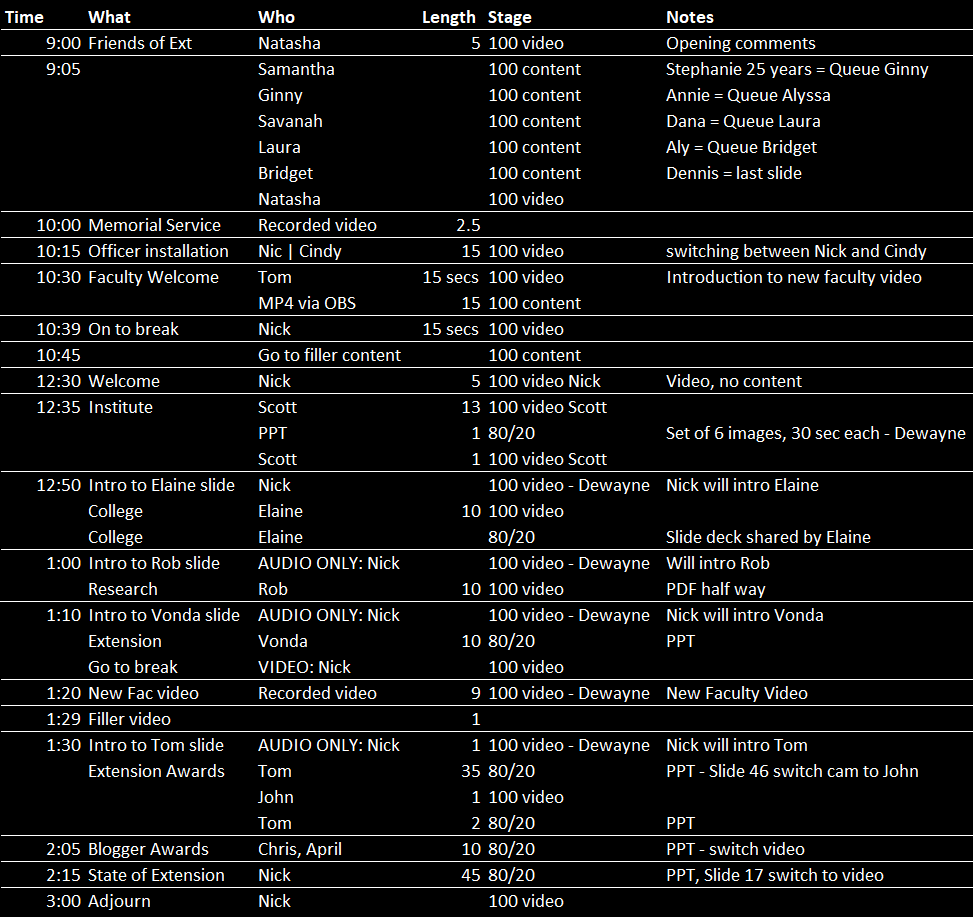 Time What Who Length Stage Notes
9:00 Friends of Ext Natasha 5 100 video Opening comments
9:05 Samantha 100 content Stephanie 25 years = Queue Ginny
Ginny 100 content Annie = Queue Alyssa
Savanah 100 content Dana = Queue Laura
Laura 100 content Aly = Queue Bridget
Bridget 100 content Dennis = last slide
Natasha 100 video
10:00 Memorial Service Recorded video 2.5
10:15 Officer installation Nic | Cindy 15 100 video switching between Nick and Cindy
10:30 Faculty Welcome Tom 15 secs 100 video Introduction to new faculty video
MP4 via OBS 15 100 content
10:39 On to break Nick 15 secs 100 video
10:45 Go to filler content 100 content
12:30 Welcome Nick 5 100 video Nick Video, no content
12:35 Institute Scott 13 100 video Scott
PPT 1 80/20 Set of 6 images, 30 sec each - Dewayne
Scott 1 100 video Scott
12:50 Intro to Elaine slide Nick 100 video - Dewayne Nick will intro Elaine
College Elaine 10 100 video
College Elaine 80/20 Slide deck shared by Elaine
1:00 Intro to Rob slide AUDIO ONLY: Nick 100 video - Dewayne Will intro Rob
Research Rob 10 100 video PDF half way
1:10 Intro to Vonda slide AUDIO ONLY: Nick 100 video - Dewayne Nick will intro Vonda
Extension Vonda 10 80/20 PPT
Go to break VIDEO: Nick 100 video
1:20 New Fac video Recorded video 9 100 video - Dewayne New Faculty Video
1:29 Filler video 1
1:30 Intro to Tom slide AUDIO ONLY: Nick 1 100 video - Dewayne Nick will intro Tom
Extension Awards Tom 35 80/20 PPT - Slide 46 switch cam to John
John 1 100 video
Tom 2 80/20 PPT
2:05 Blogger Awards Chris, April 10 80/20 PPT - switch video
2:15 State of Extension Nick 45 80/20 PPT, Slide 17 switch to video
3:00 Adjourn Nick 100 video